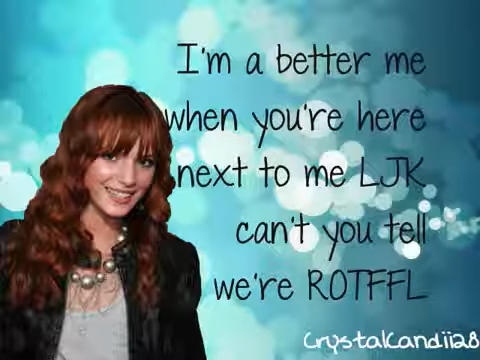 I'm a better me
when you're here
next to me LJK
can't you tell
we're ROTFFL
CrystalCandii28